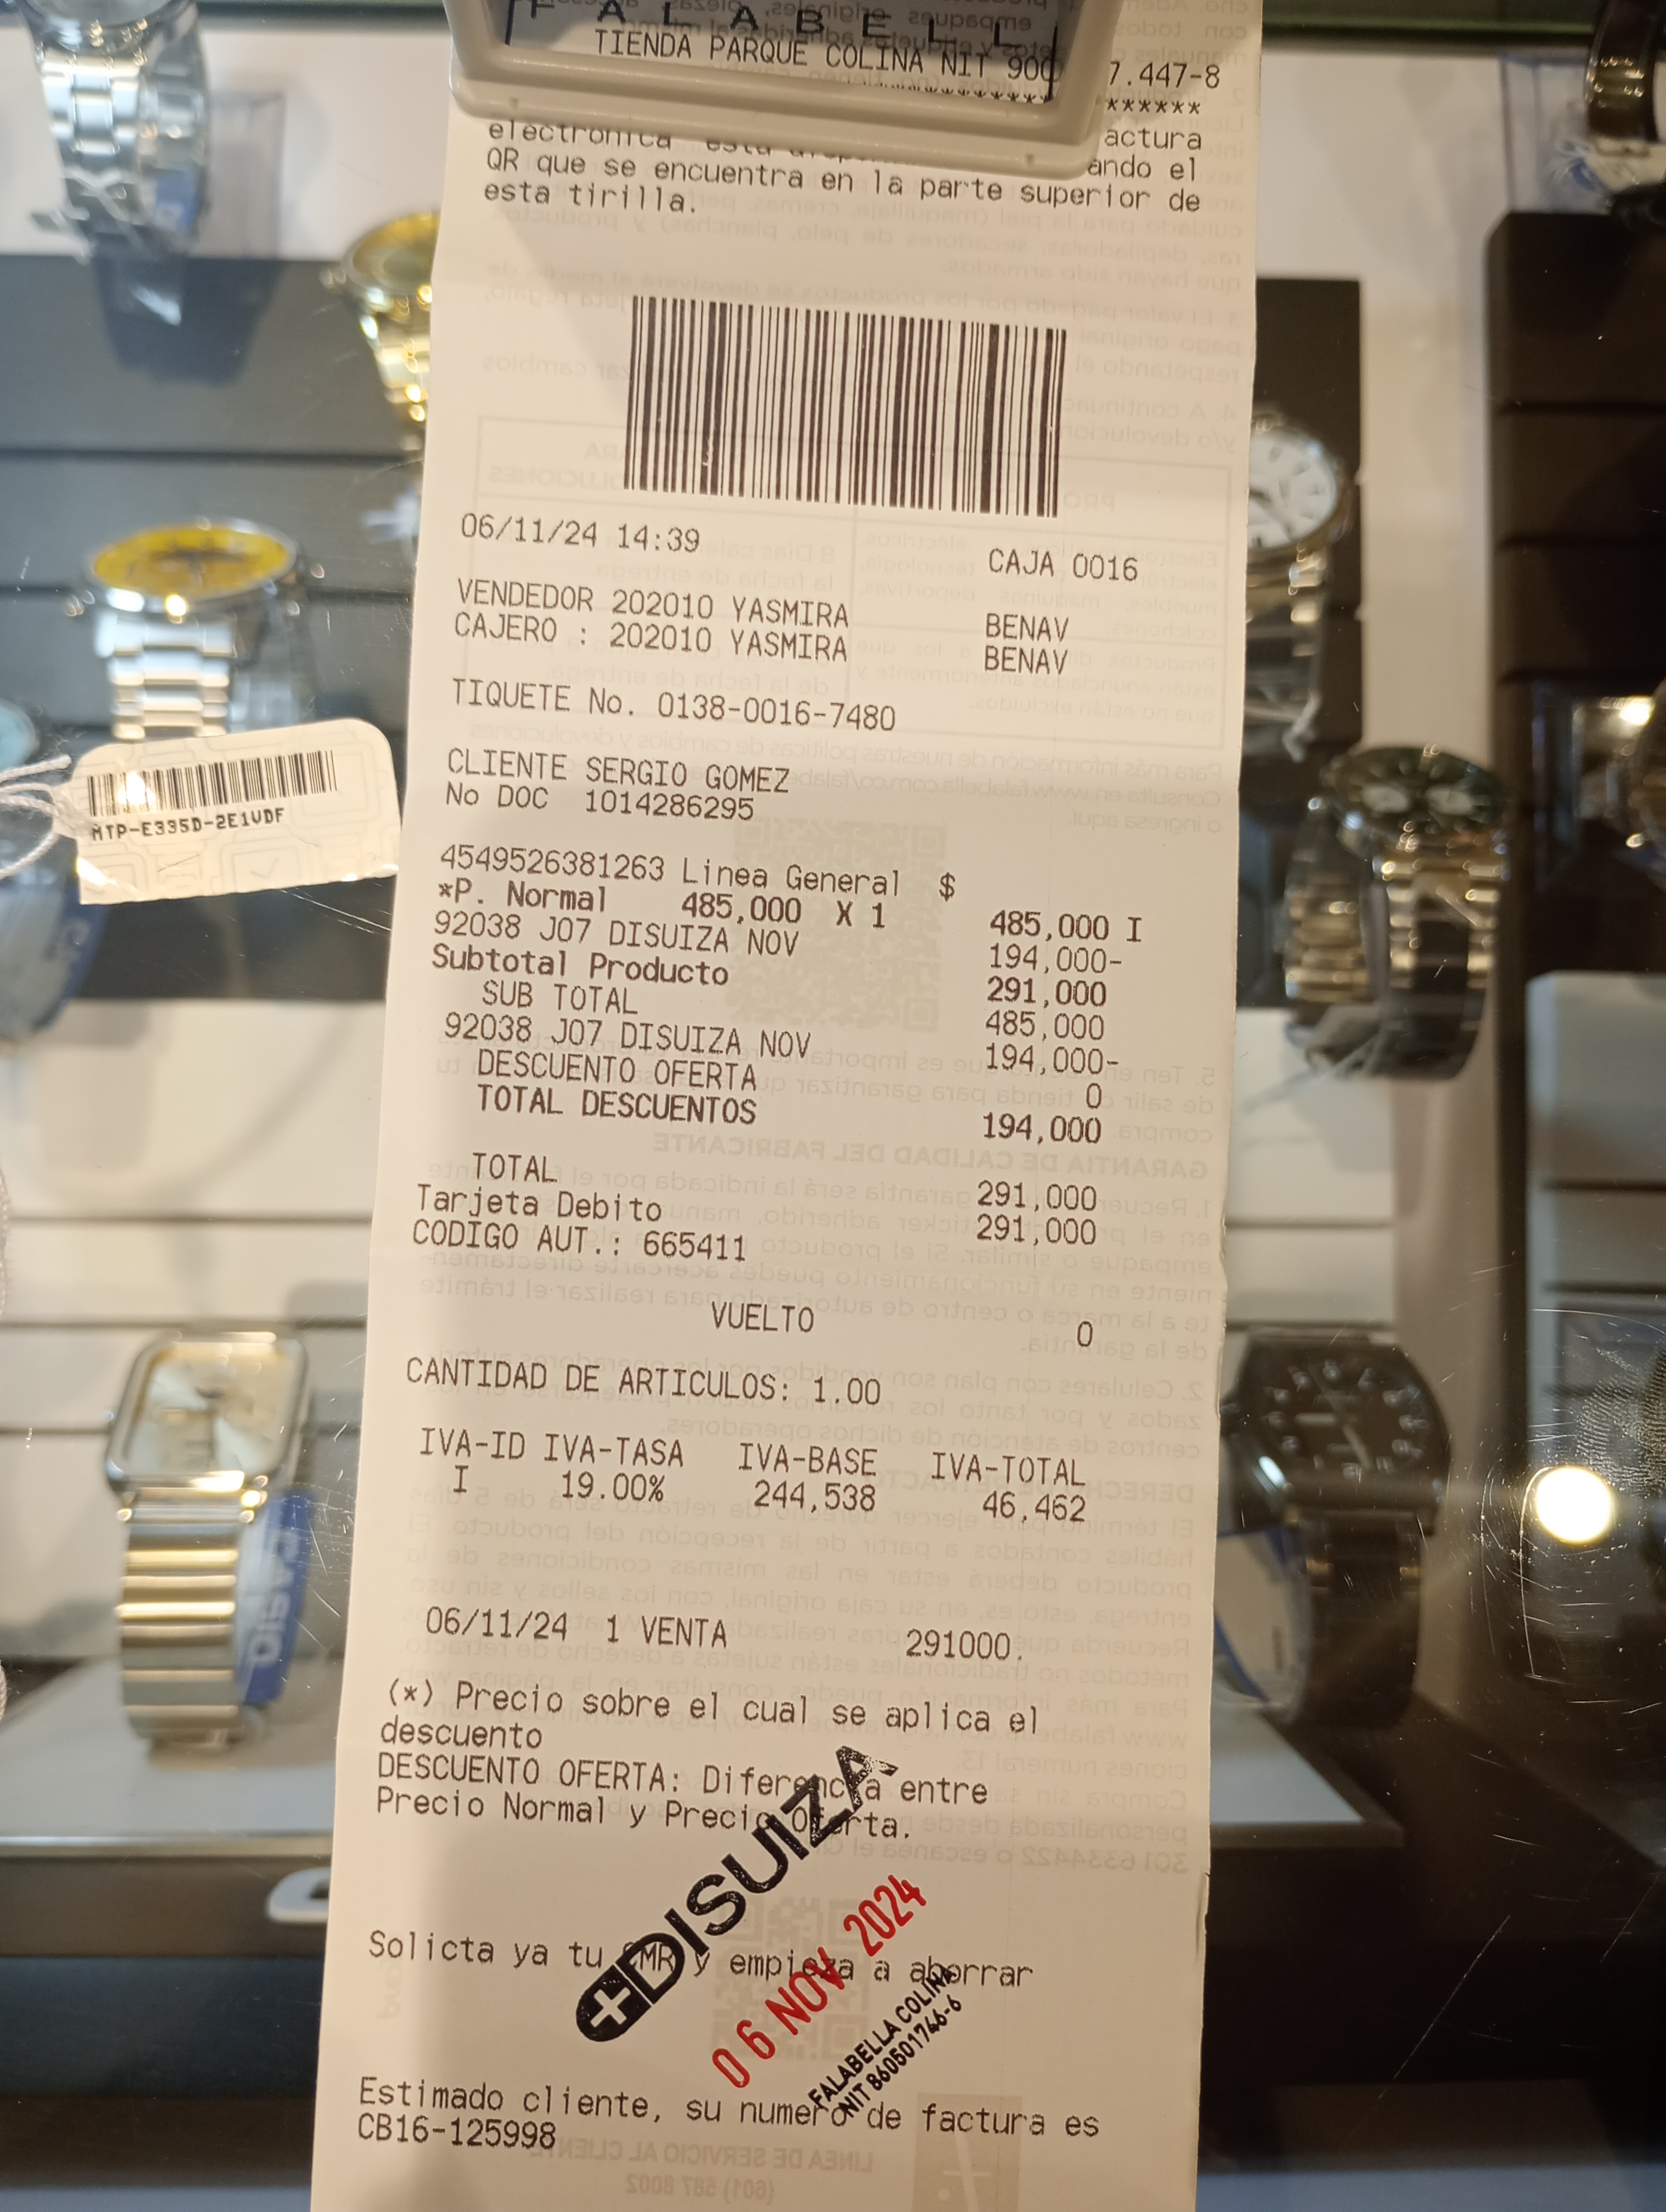 F A L A B E L L
TIENDA PARQUE COLINA NIT 900 7.447-8
******
electronica esta actura
QR que se encuentra en la parte superior de ando el
esta tirilla.
06/11/24 14:39 CAJA 0016
VENDEDOR 202010 YASMIRA BENAV
CAJERO : 202010 YASMIRA BENAV
TIQUETE No. 0138-0016-7480
CLIENTE SERGIO GOMEZ
No DOC 1014286295
4549526381263 Linea General $
*P. Normal 485,000 X 1 485,000 I
92038 J07 DISUIZA NOV 194,000-
Subtotal Producto 291,000
SUB TOTAL 485,000
92038 J07 DISUIZA NOV 194,000-
DESCUENTO OFERTA 0
TOTAL DESCUENTOS 194,000
TOTAL 291,000
Tarjeta Debito 291,000
CODIGO AUT.: 665411
VUELTO 0
CANTIDAD DE ARTICULOS: 1.00
IVA-ID IVA-TASA IVA-BASE IVA-TOTAL
I 19.00% 244,538 46,462
06/11/24 1 VENTA 291000.
(*) Precio sobre el cual se aplica el
descuento
DESCUENTO OFERTA: Diferencia entre
Precio Normal y Precio Oferta.
DISUIZA
06 NOV 2024
FALABELLA COLINA
NIT 860501746-6
Solicta ya tu CMR y empieza a ahorrar
Estimado cliente, su numero de factura es
CB16-125998
MTP-E335D-2E1VDF
CASIO